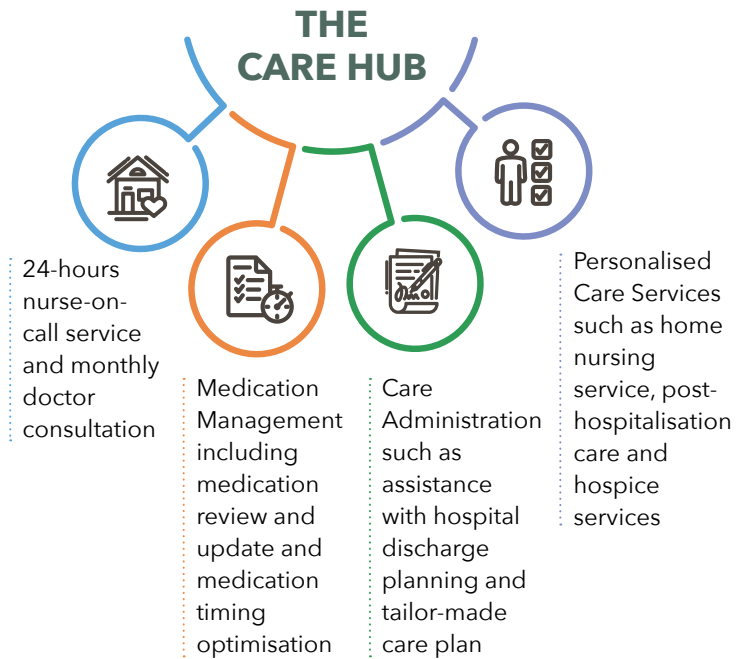 THE
CARE HUB
24-hours
nurse-on-
call service
and monthly
doctor
consultation
Medication
Management
including
medication
review and
update and
medication
timing
optimisation
Care
Administration
such as
assistance
with hospital
discharge
planning and
tailor-made
care plan
Personalised
Care Services
such as home
nursing
service, post-
hospitalisation
care and
hospice
services